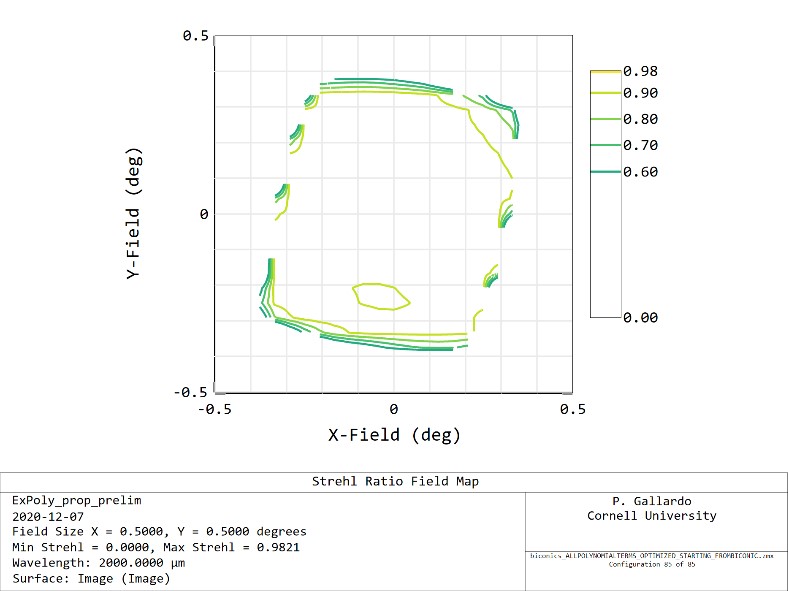 0.5
0
-0.5
Y-Field (deg)
-0.5
0
0.5
X-Field (deg)
0.98
0.90
0.80
0.70
0.60
0.00
Strehl Ratio Field Map
ExPoly_prop_prelim
2020-12-07
Field Size X = 0.5000, Y = 0.5000 degrees
Min Strehl = 0.0000, Max Strehl = 0.9821
Wavelength: 2000.0000 µm
Surface: Image (Image)
P. Gallardo
Cornell University
biconics_ALLPOLYNOMIALTERMS_OPTIMIZED_STARTING_FROMBICONIC.zmx
Configuration 85 of 85